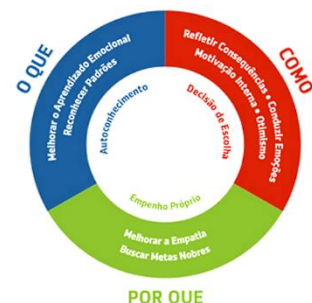 O QUE
Melhorar o Aprendizado Emocional
Reconhecer Padrões
Autoconhecimento
COMO
Refletir Consequências • Conduzir Emoções
Motivação Interna • Otimismo
Decisão de Escolha
Empenho Próprio
Melhorar a Empatia
Buscar Metas Nobres
POR QUE